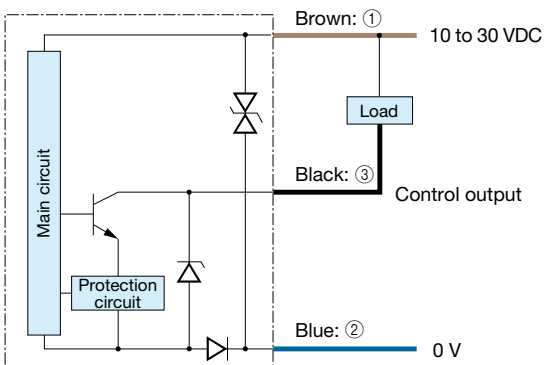 Brown: ①
10 to 30 VDC
Load
Main circuit
Black: ③
Control output
Protection
circuit
Blue: ②
0 V